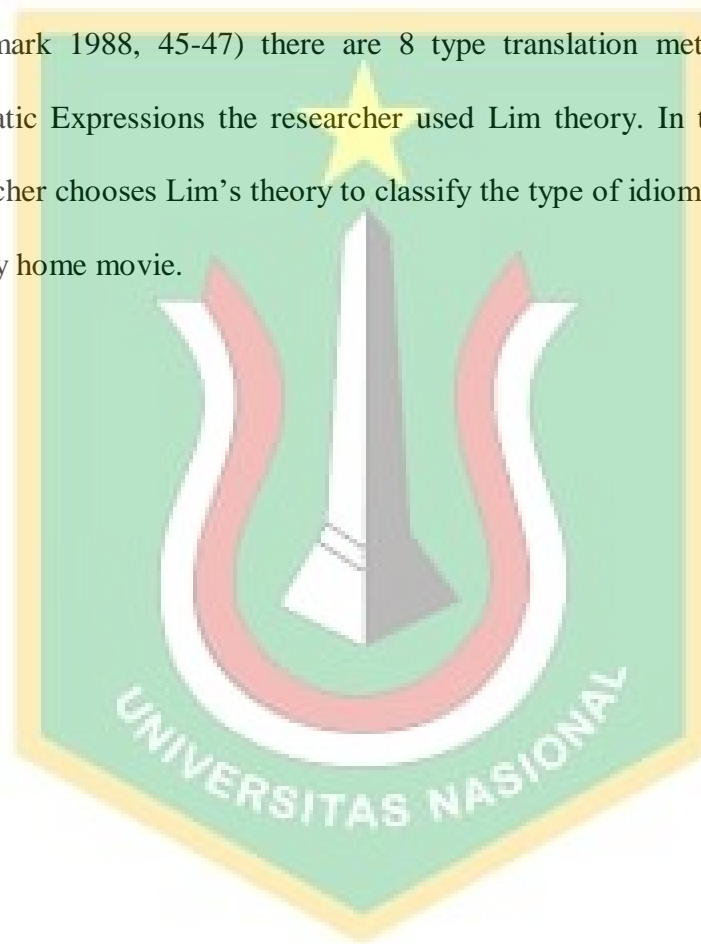 mark 1988, 45-47) there are 8 type translation met
atic Expressions the researcher used Lim theory. In t
cher chooses Lim’s theory to classify the type of idiom
y home movie.
UNIVERSITAS NASIONAL